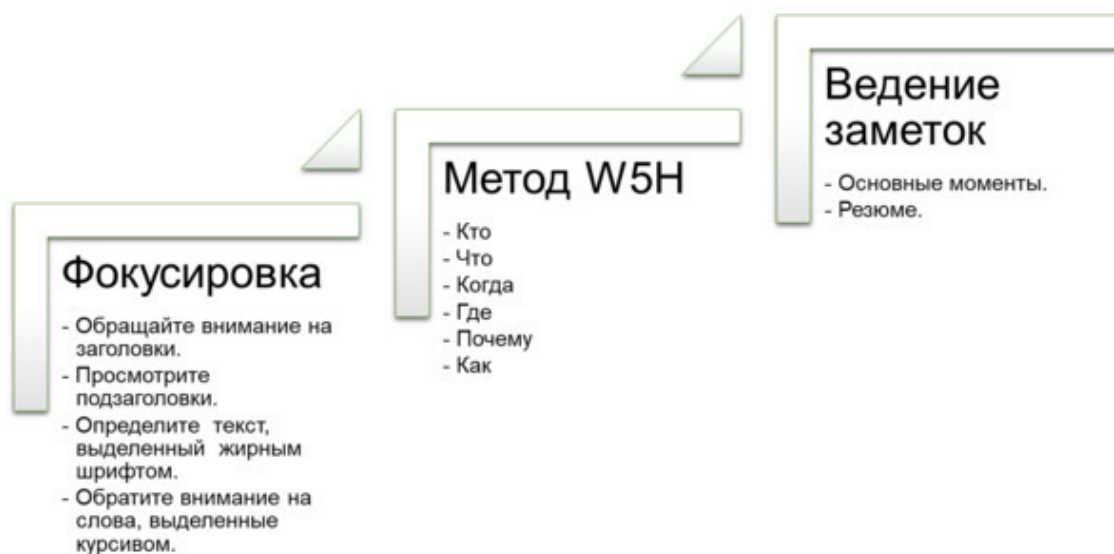 Фокусировка
- Обращайте внимание на
заголовки.
- Просмотрите
подзаголовки.
- Определите текст,
выделенный жирным
шрифтом.
- Обратите внимание на
слова, выделенные
курсивом.
Метод W5H
- Кто
- Что
- Когда
- Где
- Почему
- Как
Ведение
заметок
- Основные моменты.
- Резюме.